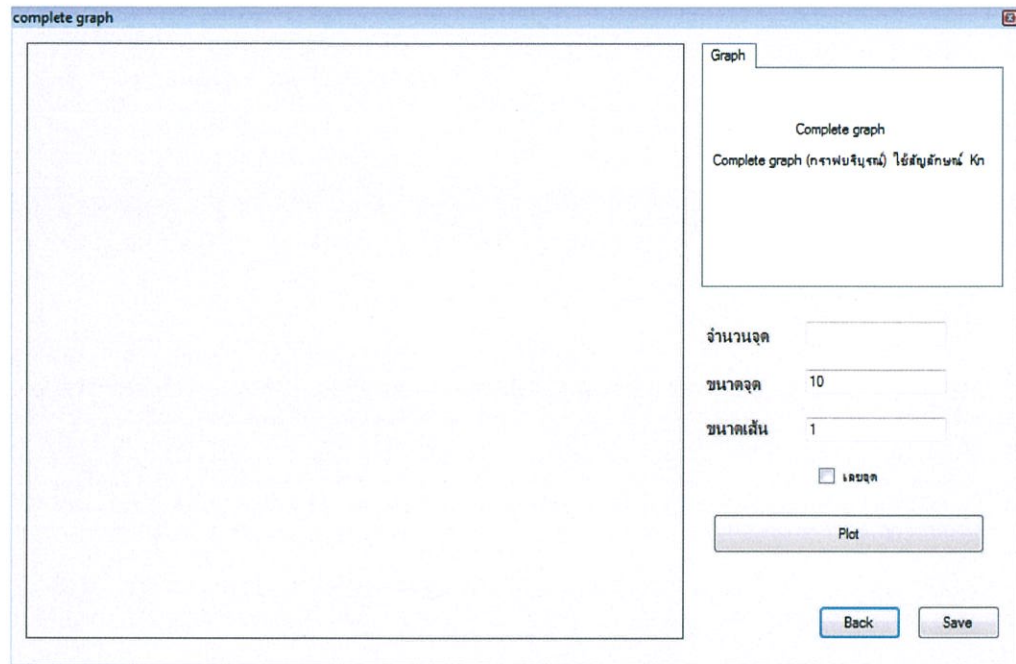 complete graph
Graph
Complete graph
Complete graph (กราฟบริบูรณ์) ใช้สัญลักษณ์ Kn
จำนวนจุด
ขนาดจุด 10
ขนาดเส้น 1
เลขจุด
Plot
Back Save